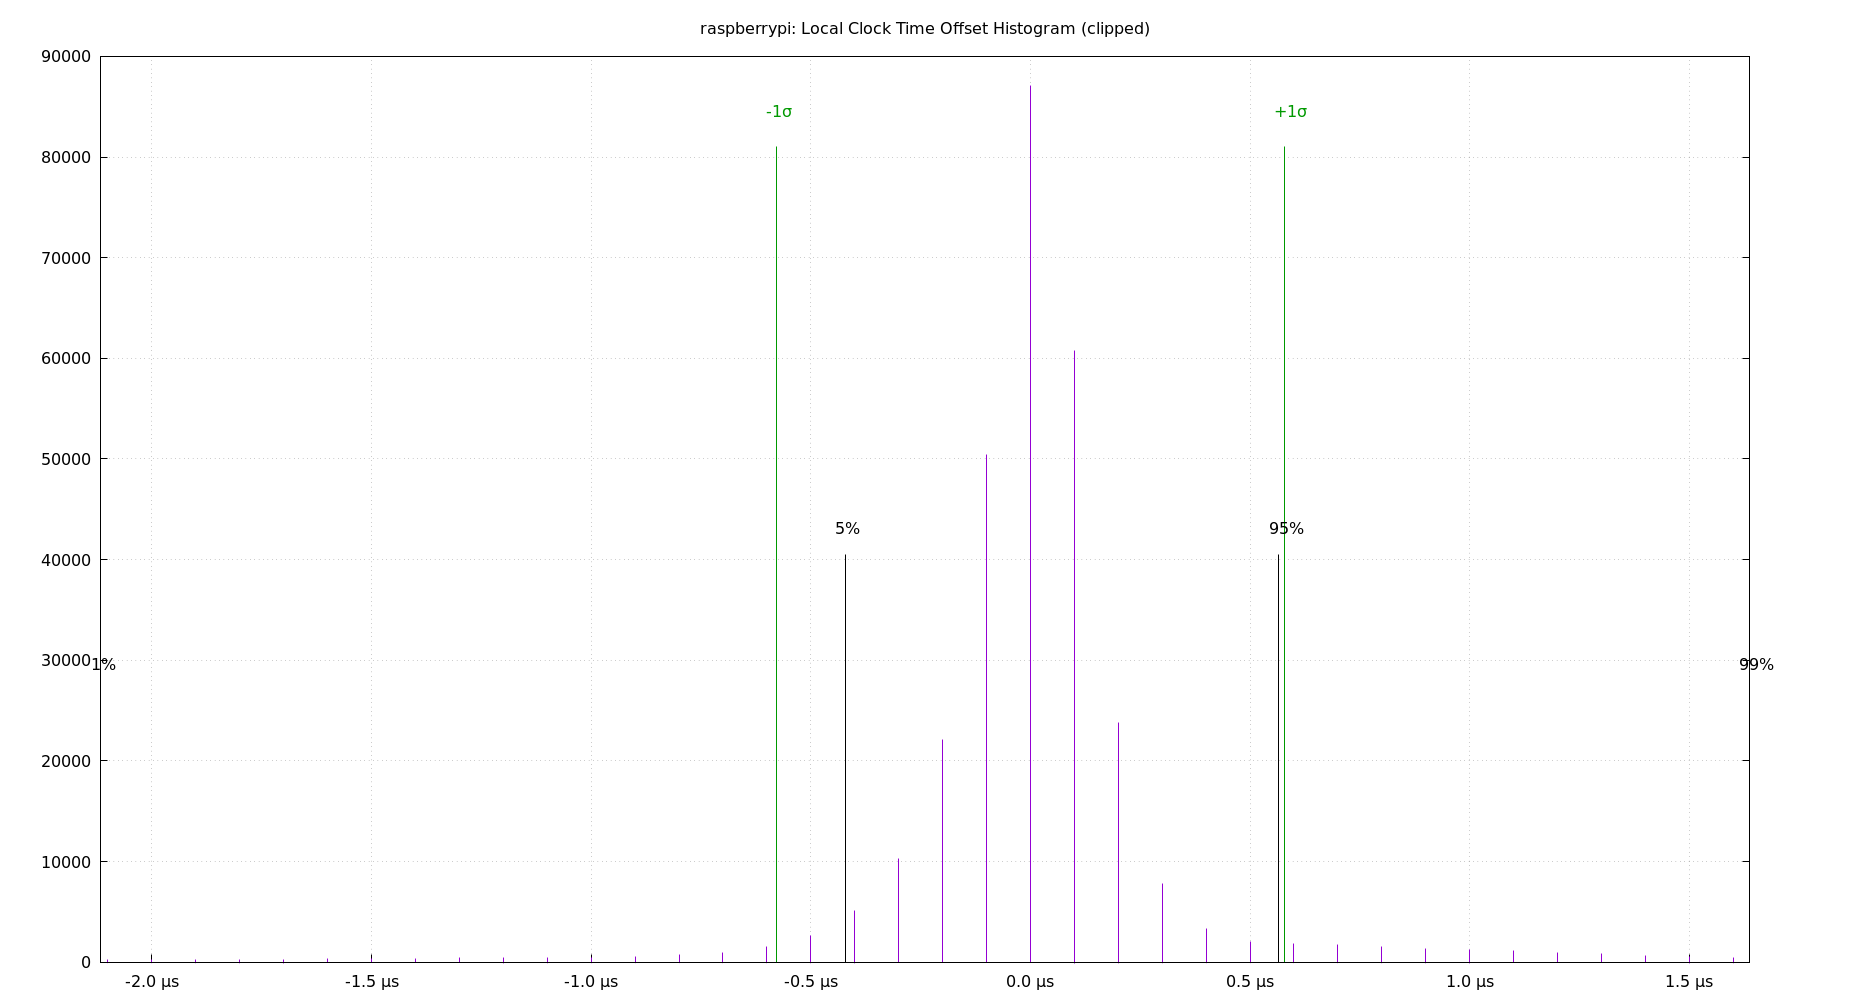 raspberrypi: Local Clock Time Offset Histogram (clipped)
90000
-1σ
+1σ
80000
70000
60000
50000
5%
95%
40000
30000
1%
99%
20000
10000
0
-2.0 µs
-1.5 µs
-1.0 µs
-0.5 µs
0.0 µs
0.5 µs
1.0 µs
1.5 µs